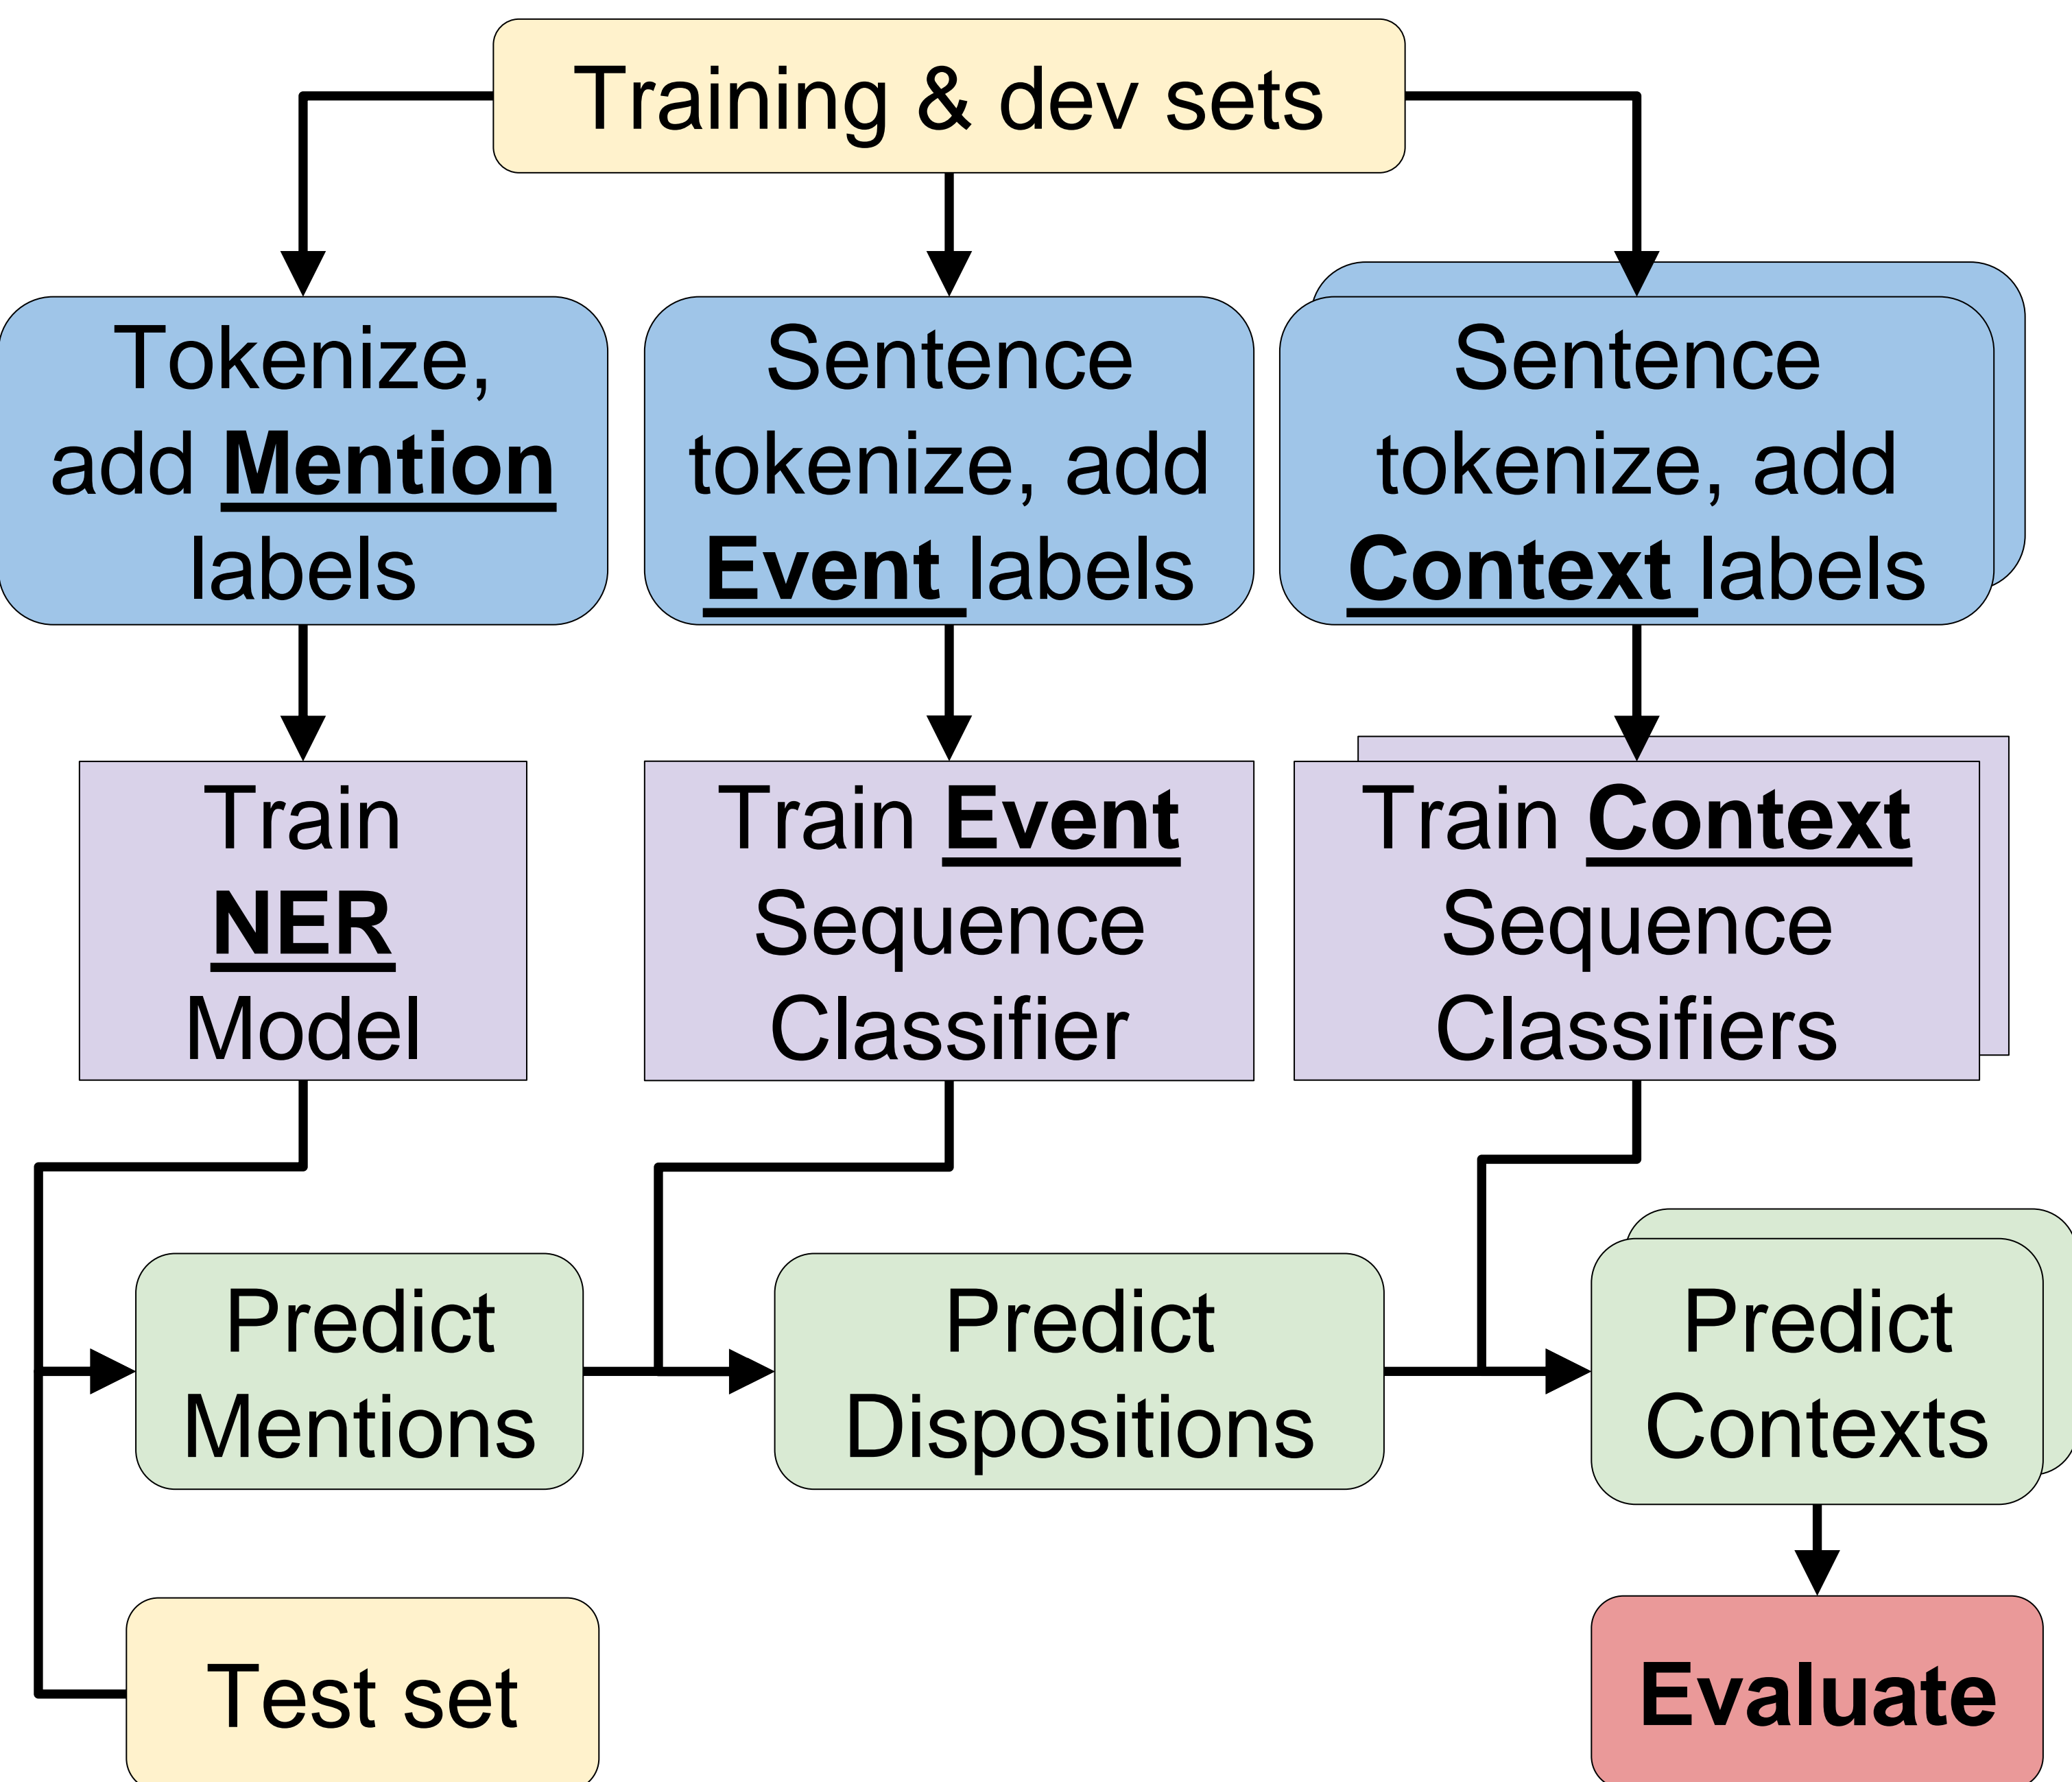 Training & dev sets
Tokenize,
add Mention
labels
Sentence
tokenize, add
Event labels
Sentence
tokenize, add
Context labels
Train
NER
Model
Train Event
Sequence
Classifier
Train Context
Sequence
Classifiers
Predict
Mentions
Predict
Dispositions
Predict
Contexts
Test set
Evaluate